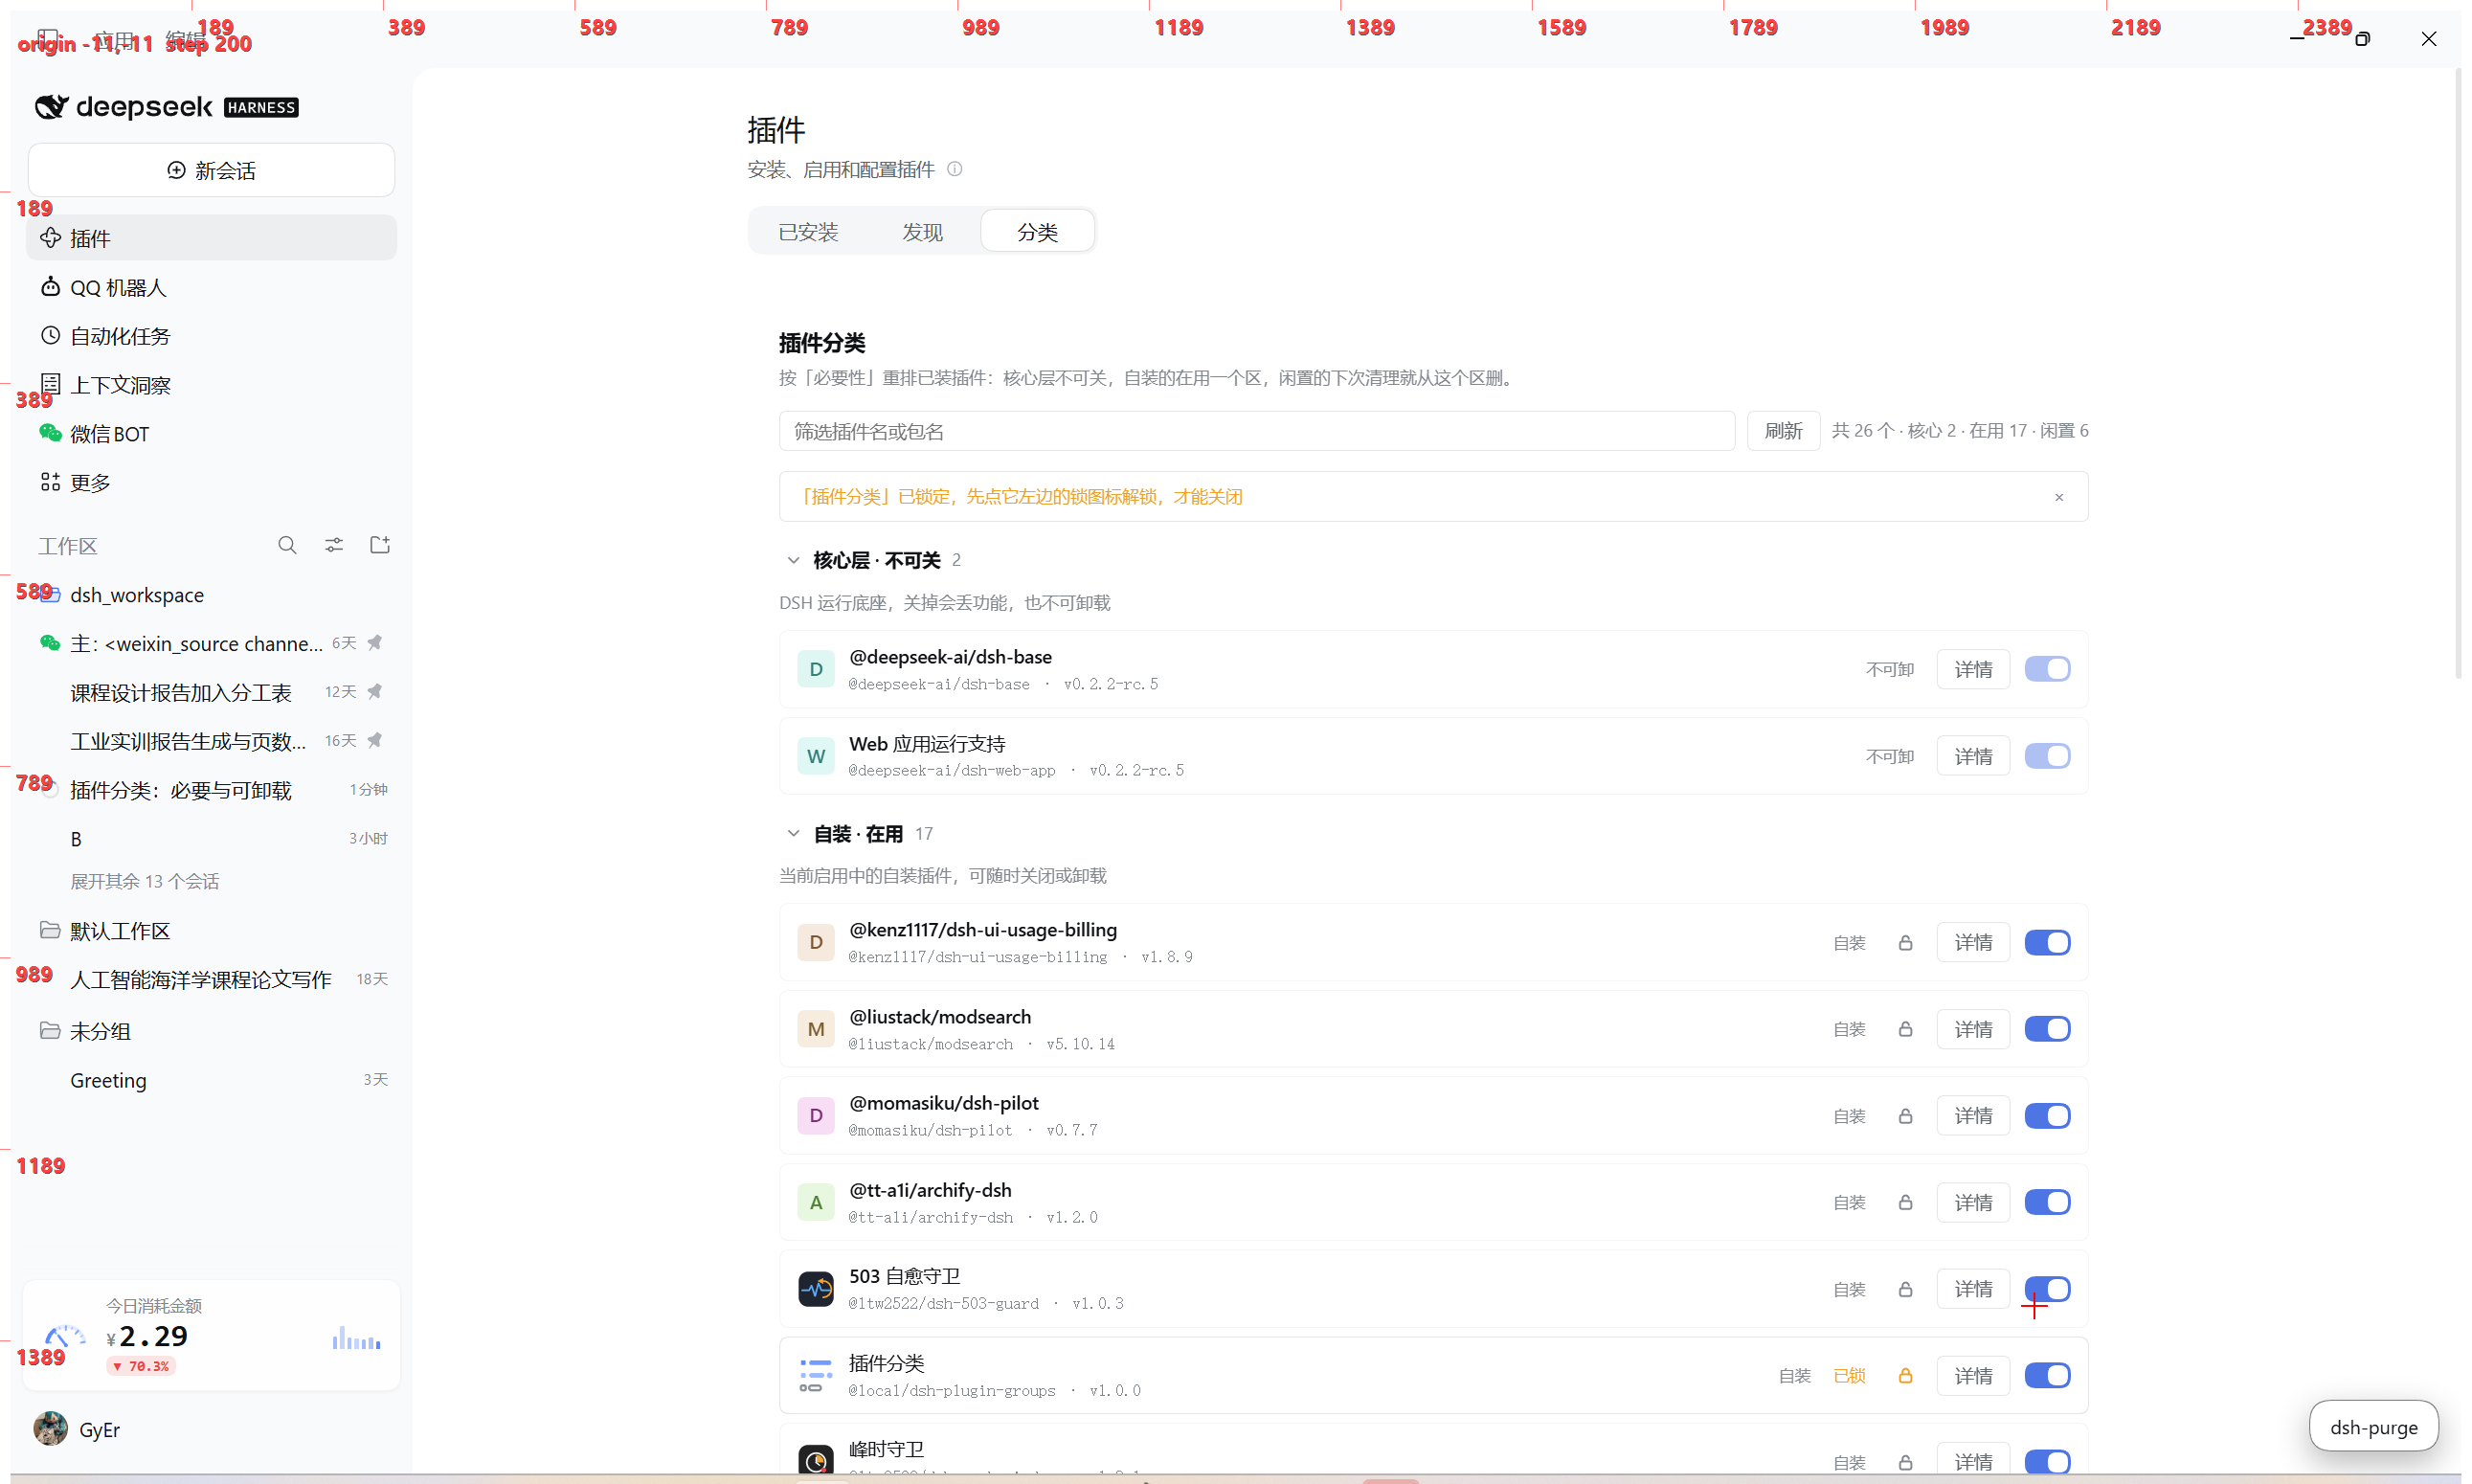 189 389 589 789 989 1189 1389 1589 1789 1989 2189 2389
应用 编辑
origin -11,-11 step 200
deepseek HARNESS
新会话
189
插件
QQ 机器人
自动化任务
上下文洞察
389
微信 BOT
更多
工作区
589
dsh_workspace
主：<weixin_source channe... 6天
课程设计报告加入分工表 12天
工业实训报告生成与页数... 16天
789
插件分类：必要与可卸载 1分钟
B 3小时
展开其余 13 个会话
默认工作区
989
人工智能海洋学课程论文写作 18天
未分组
Greeting 3天
1189
今日消耗金额
¥2.29
1389
▼ 70.3%
GyEr
插件
安装、启用和配置插件
已安装 发现 分类
插件分类
按「必要性」重排已装插件：核心层不可关，自装的在用一个区，闲置的下次清理就从这个区删。
筛选插件名或包名 刷新 共 26 个 · 核心 2 · 在用 17 · 闲置 6
「插件分类」已锁定，先点它左边的锁图标解锁，才能关闭 ×
核心层 · 不可关 2
DSH 运行底座，关掉会丢功能，也不可卸载
D @deepseek-ai/dsh-base
@deepseek-ai/dsh-base · v0.2.2-rc.5
不可卸 详情
W Web 应用运行支持
@deepseek-ai/dsh-web-app · v0.2.2-rc.5
不可卸 详情
自装 · 在用 17
当前启用中的自装插件，可随时关闭或卸载
D @kenz1117/dsh-ui-usage-billing
@kenz1117/dsh-ui-usage-billing · v1.8.9
自装 详情
M @liustack/modsearch
@liustack/modsearch · v5.10.14
自装 详情
D @momasiku/dsh-pilot
@momasiku/dsh-pilot · v0.7.7
自装 详情
A @tt-a1i/archify-dsh
@tt-a1i/archify-dsh · v1.2.0
自装 详情
503 自愈守卫
@ltw2522/dsh-503-guard · v1.0.3
自装 详情
插件分类
@local/dsh-plugin-groups · v1.0.0
自装 已锁 详情
峰时守卫
自装 详情
dsh-purge